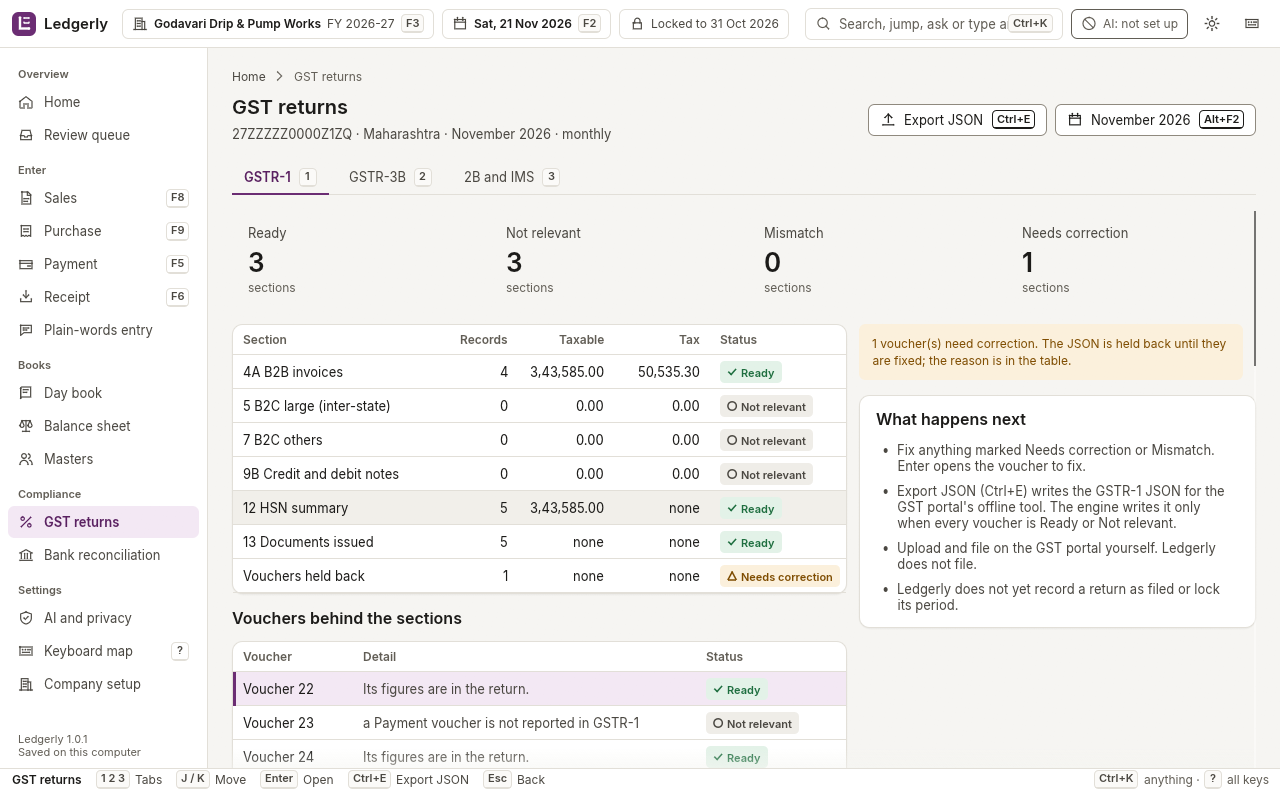 Ledgerly
Godavari Drip & Pump Works FY 2026-27 F3
Sat, 21 Nov 2026 F2
Locked to 31 Oct 2026
Search, jump, ask or type a Ctrl+K
AI: not set up
Overview
Home
Review queue
Enter
Sales F8
Purchase F9
Payment F5
Receipt F6
Plain-words entry
Books
Day book
Balance sheet
Masters
Compliance
GST returns
Bank reconciliation
Settings
AI and privacy
Keyboard map ?
Company setup
Ledgerly 1.0.1
Saved on this computer
Home > GST returns
GST returns
27ZZZZZ0000Z1ZQ · Maharashtra · November 2026 · monthly
Export JSON Ctrl+E
November 2026 Alt+F2
GSTR-1 1 GSTR-3B 2 2B and IMS 3
Ready Not relevant Mismatch Needs correction
3 3 0 1
sections sections sections sections
Section Records Taxable Tax Status
4A B2B invoices 4 3,43,585.00 50,535.30 Ready
5 B2C large (inter-state) 0 0.00 0.00 Not relevant
7 B2C others 0 0.00 0.00 Not relevant
9B Credit and debit notes 0 0.00 0.00 Not relevant
12 HSN summary 5 3,43,585.00 none Ready
13 Documents issued 5 none none Ready
Vouchers held back 1 none none Needs correction
Vouchers behind the sections
Voucher Detail Status
Voucher 22 Its figures are in the return. Ready
Voucher 23 a Payment voucher is not reported in GSTR-1 Not relevant
Voucher 24 Its figures are in the return. Ready
1 voucher(s) need correction. The JSON is held back until they
are fixed; the reason is in the table.
What happens next
• Fix anything marked Needs correction or Mismatch.
Enter opens the voucher to fix.
• Export JSON (Ctrl+E) writes the GSTR-1 JSON for the
GST portal's offline tool. The engine writes it only
when every voucher is Ready or Not relevant.
• Upload and file on the GST portal yourself. Ledgerly
does not file.
• Ledgerly does not yet record a return as filed or lock
its period.
GST returns 1 2 3 Tabs J / K Move Enter Open Ctrl+E Export JSON Esc Back
Ctrl+K anything · ? all keys